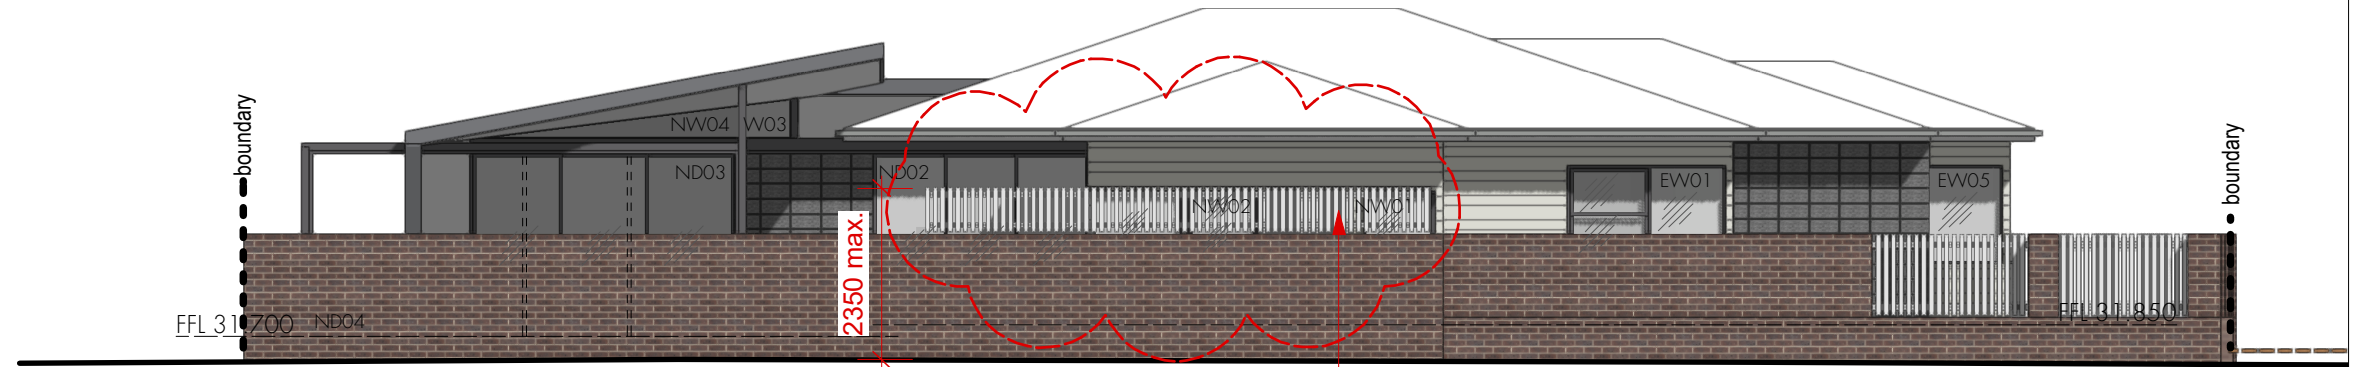 boundary
boundary
NW04
W03
ND03
ND02
EW01
EW05
NW02
NW01
2350 max.
FFL 31.700
ND04
FFL 31.850